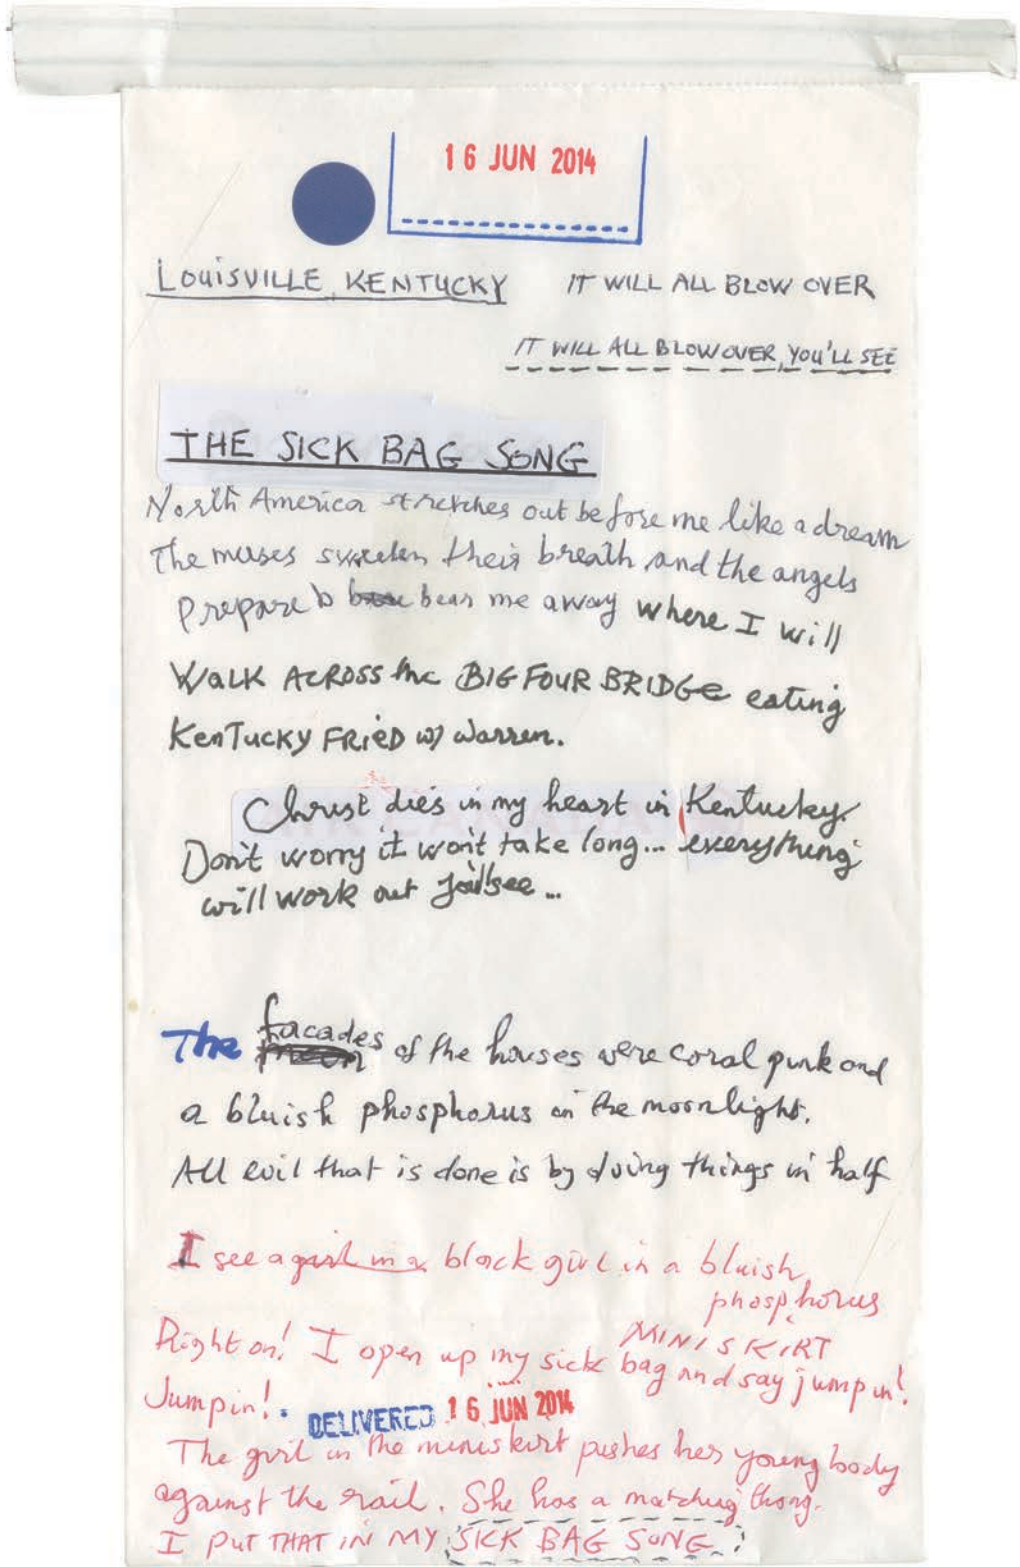 16 JUN 2014
LOUISVILLE, KENTUCKY IT WILL ALL BLOW OVER
IT WILL ALL BLOW OVER, YOU'LL SEE
THE SICK BAG SONG
North America stretches out before me like a dream
The muses sweeten their breath and the angels
Prepare to bear me away where I will
WALK ACROSS the BIG FOUR BRIDGE eating
KENTUCKY FRIED w/ Warren.
Christ dies in my heart in Kentucky.
Don't worry it won't take long... everything
will work out you'll see...
The facades of the houses were coral pink and
a bluish phosphorus in the moonlight.
All evil that is done is by doing things in half
I see a girl in a black girl in a bluish
phosphorus
MINISKIRT
Right on! I open up my sick bag and say jump in!
Jump in!.
DELIVERED 16 JUN 2014
The girl in the miniskirt pushes her young body
against the rail. She has a matching thong.
I PUT THAT IN MY SICK BAG SONG